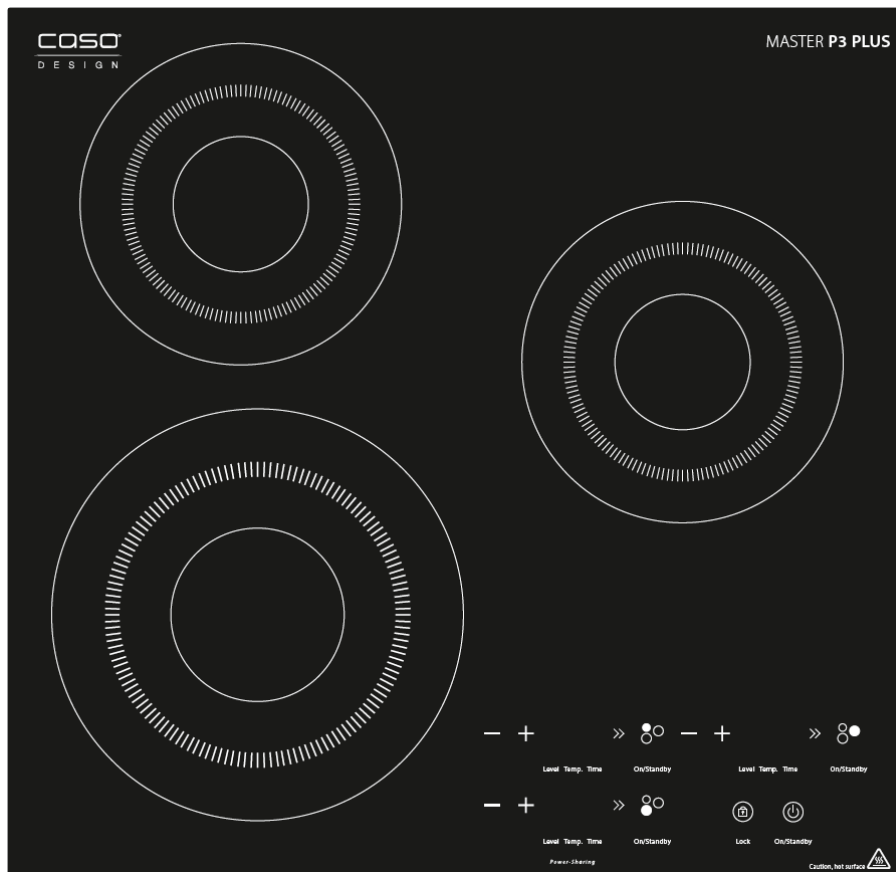 caso®
DESIGN
MASTER P3 PLUS
Level Temp. Time On/Standby Level Temp. Time On/Standby
Level Temp. Time On/Standby Lock On/Standby
Power-Sharing
Caution, hot surface